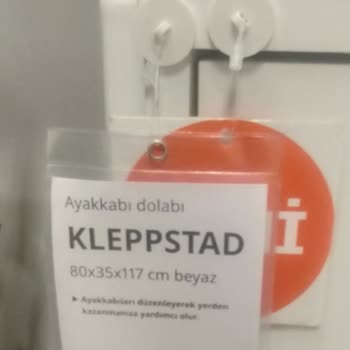 Ayakkabı dolabı
KLEPPSTAD
80x35x117 cm beyaz
► Ayakkabıları düzenleyerek yerden
kazanmanıza yardımcı olur.